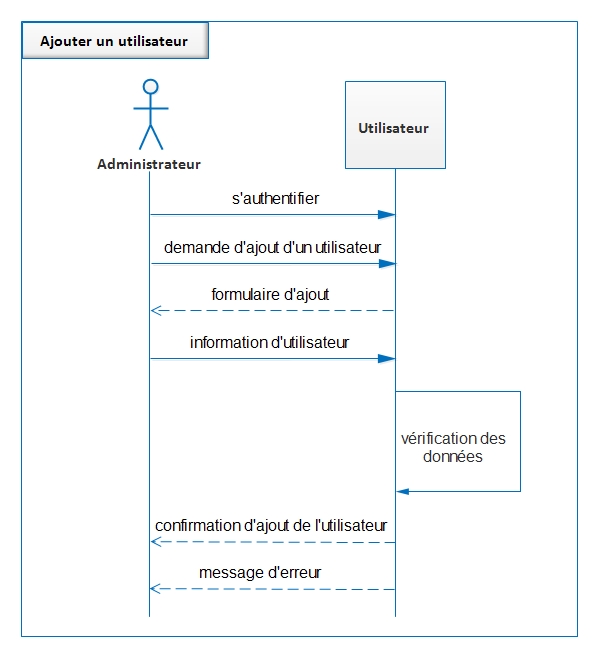 Ajouter un utilisateur
Utilisateur
Administrateur
s'authentifier
demande d'ajout d'un utilisateur
formulaire d'ajout
information d'utilisateur
vérification des
données
confirmation d'ajout de l'utilisateur
message d'erreur